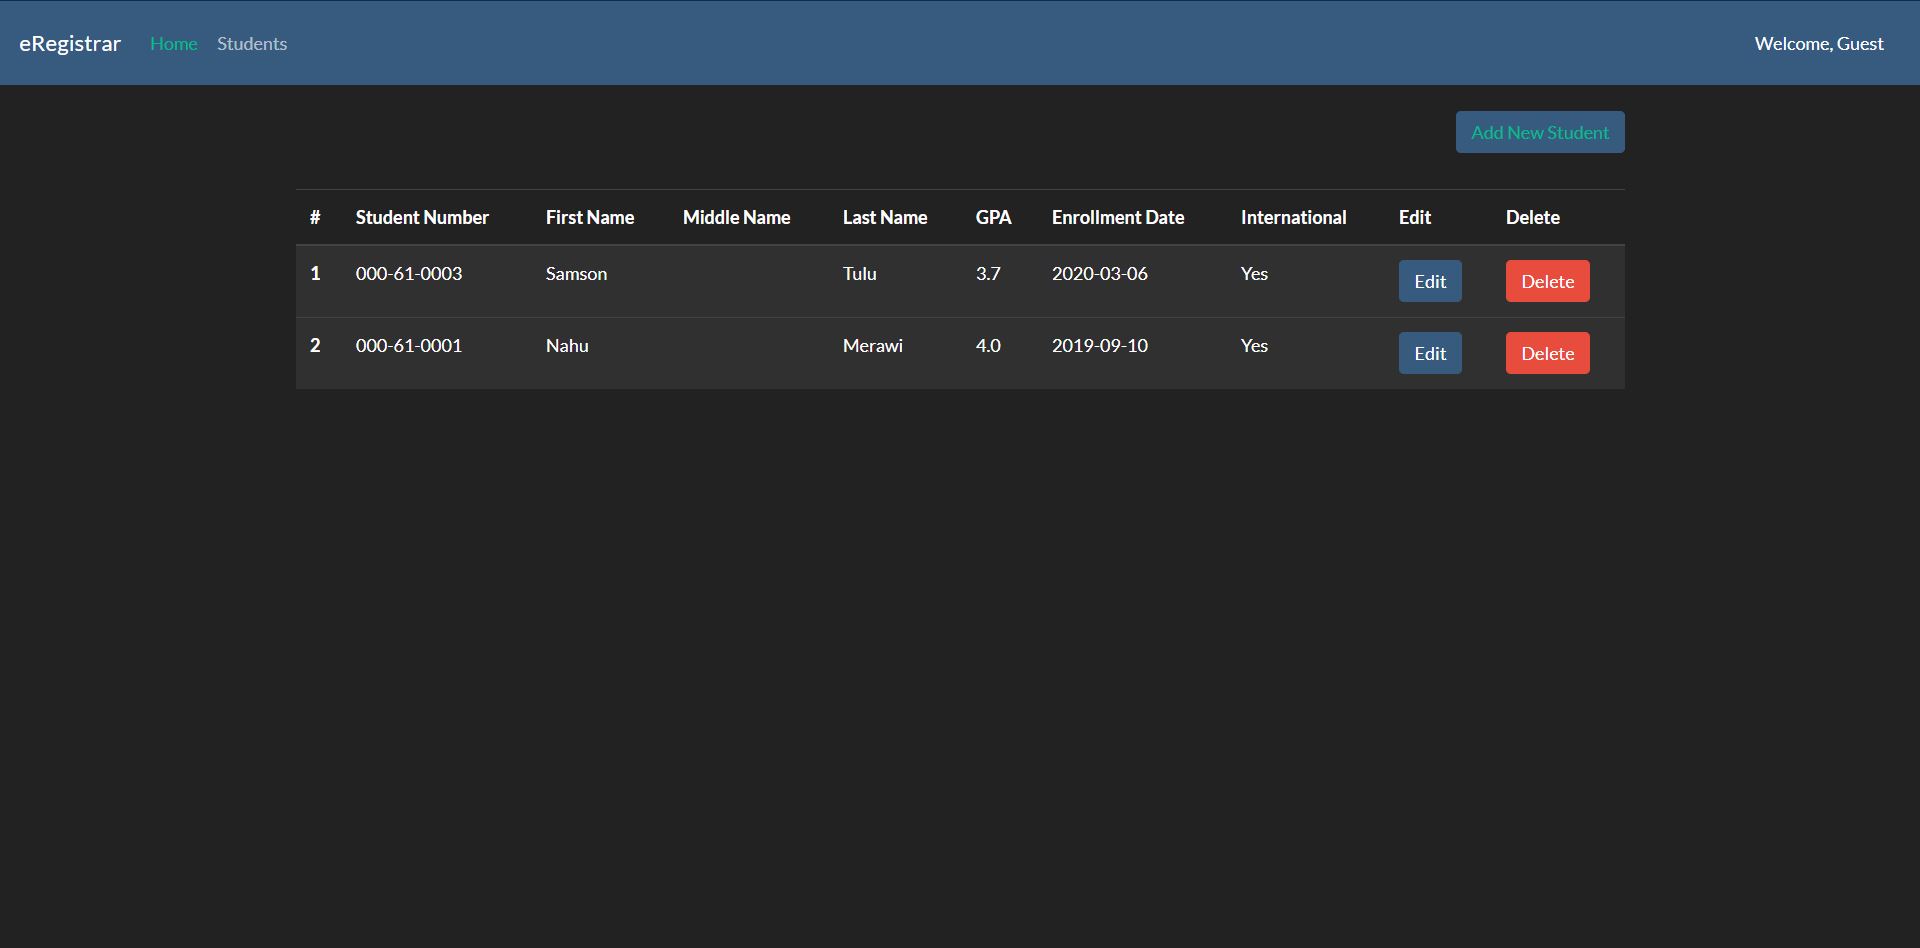 eRegistrar Home Students Welcome, Guest
Add New Student
# Student Number First Name Middle Name Last Name GPA Enrollment Date International Edit Delete
1 000-61-0003 Samson Tulu 3.7 2020-03-06 Yes Edit Delete
2 000-61-0001 Nahu Merawi 4.0 2019-09-10 Yes Edit Delete